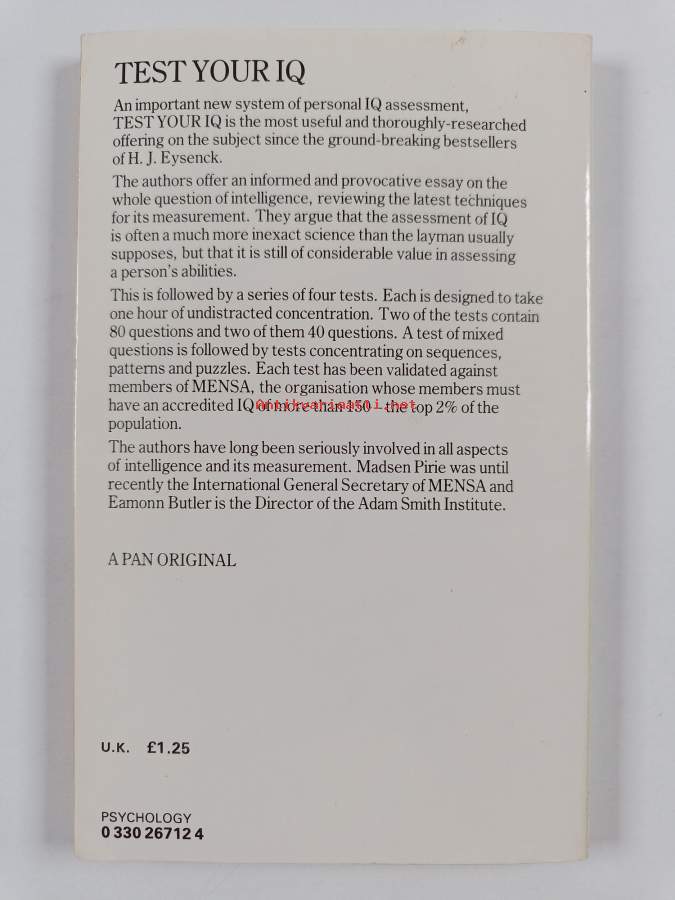 TEST YOUR IQ
An important new system of personal IQ assessment,
TEST YOUR IQ is the most useful and thoroughly-researched
offering on the subject since the ground-breaking bestsellers
of H. J. Eysenck.
The authors offer an informed and provocative essay on the
whole question of intelligence, reviewing the latest techniques
for its measurement. They argue that the assessment of IQ
is often a much more inexact science than the layman usually
supposes, but that it is still of considerable value in assessing
a person's abilities.
This is followed by a series of four tests. Each is designed to take
one hour of undistracted concentration. Two of the tests contain
80 questions and two of them 40 questions. A test of mixed
questions is followed by tests concentrating on sequences,
patterns and puzzles. Each test has been validated against
members of MENSA, the organisation whose members must
have an accredited IQ of more than 150 – the top 2% of the
Antikvariaatti.net
population.
The authors have long been seriously involved in all aspects
of intelligence and its measurement. Madsen Pirie was until
recently the International General Secretary of MENSA and
Eamonn Butler is the Director of the Adam Smith Institute.
A PAN ORIGINAL
U.K. £1.25
PSYCHOLOGY
0 330 26712 4